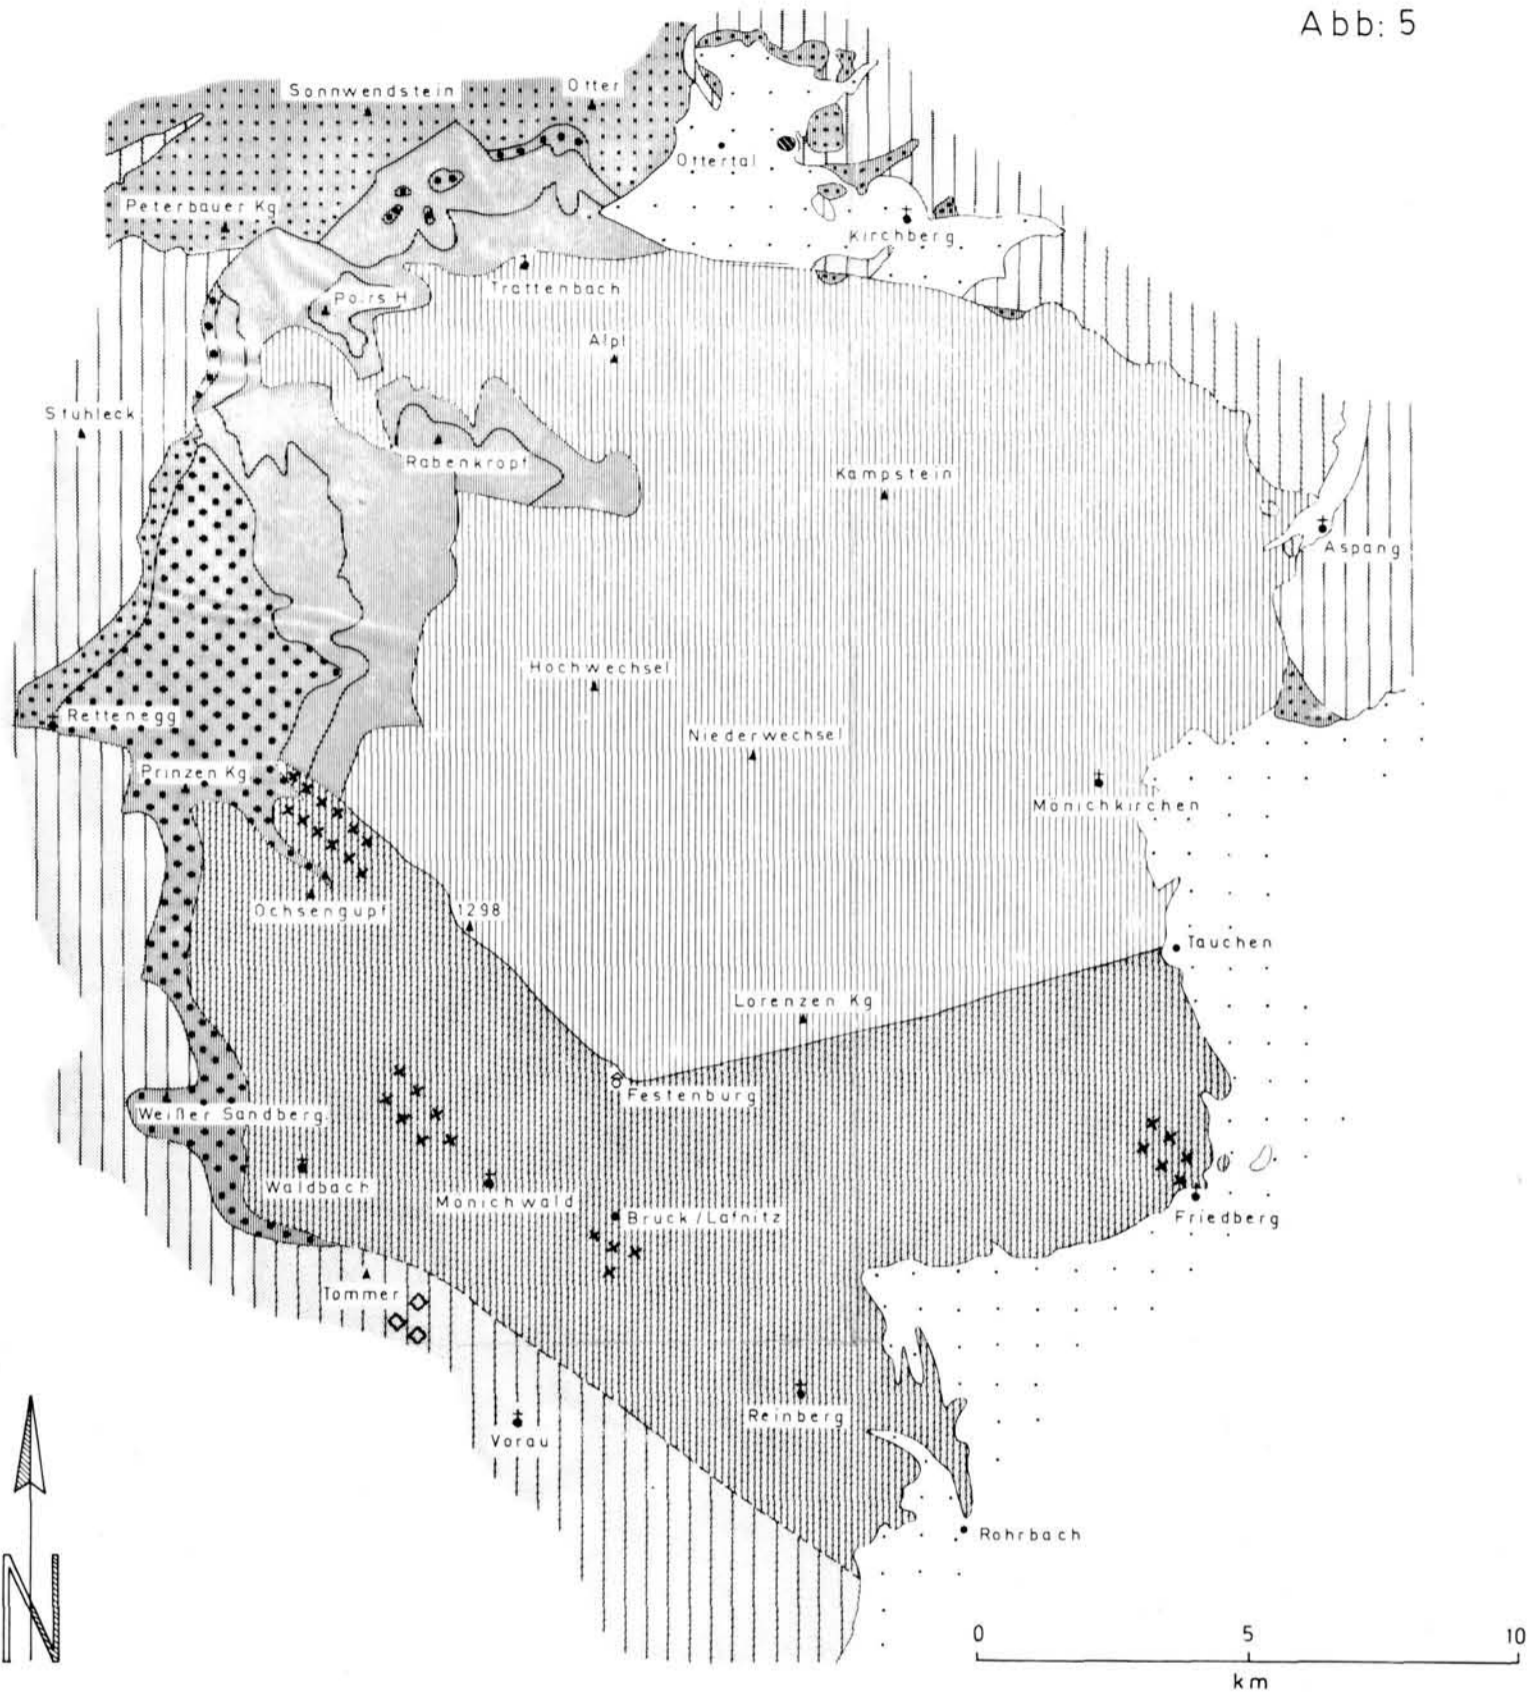 Abb: 5
Sonnwendstein
Otter
Ottertal
Peterbauer Kg
Kirchberg
Trattenbach
Alpl
Stuhleck
Rabenkropf
Kampstein
Aspang
Hochwechsel
Rettenegg
Niederwechsel
Prinzen Kg
Mönichkirchen
Ochsengupf
1298
Tauchen
Lorenzen Kg
Festenburg
Weißer Sandberg
Waldbach
Mönichwald
Bruck/Lafnitz
Friedberg
Tommer
Reinberg
Vorau
Rohrbach
N
0 5 10
km